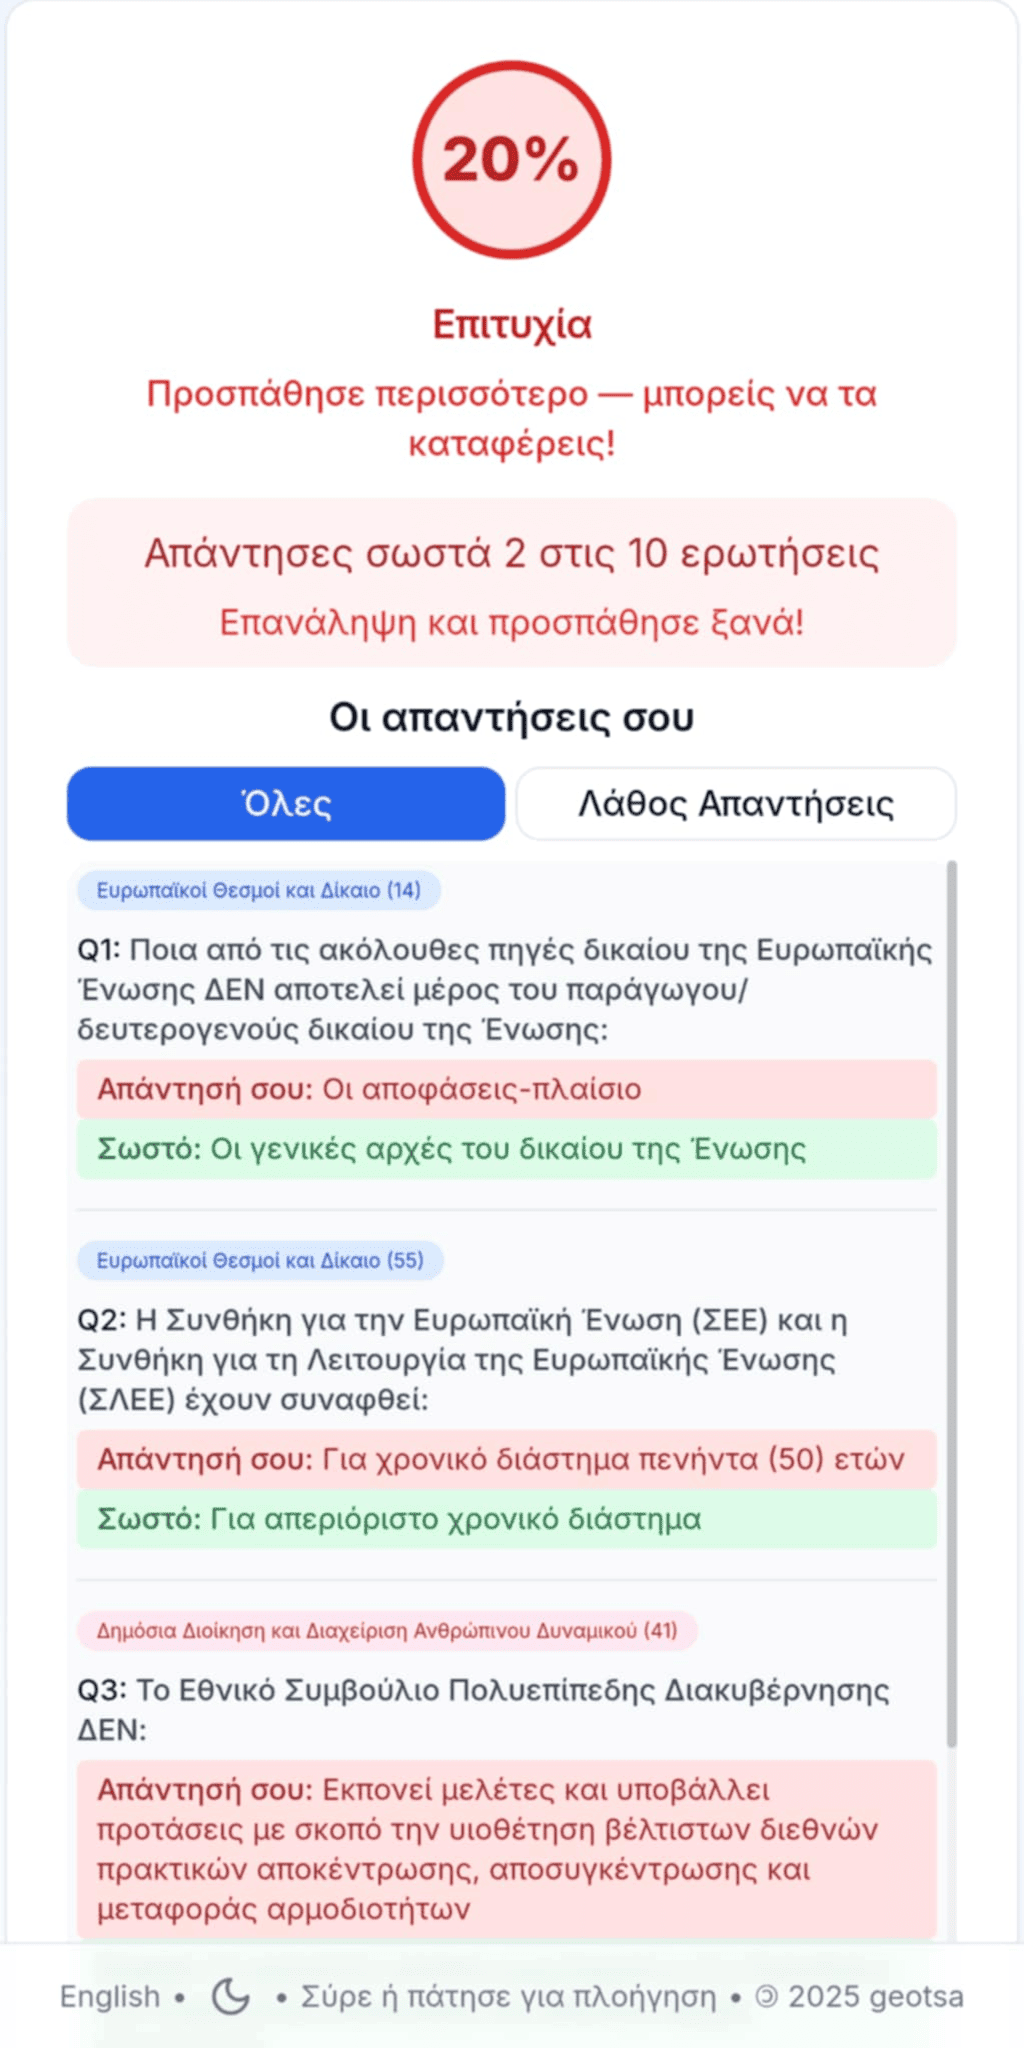 20%
Επιτυχία
Προσπάθησε περισσότερο — μπορείς να τα
καταφέρεις!
Απάντησες σωστά 2 στις 10 ερωτήσεις
Επανάληψη και προσπάθησε ξανά!
Οι απαντήσεις σου
Όλες
Λάθος Απαντήσεις
Ευρωπαϊκοί Θεσμοί και Δίκαιο (14)
Q1: Ποια από τις ακόλουθες πηγές δικαίου της Ευρωπαϊκής
Ένωσης ΔΕΝ αποτελεί μέρος του παράγωγου/
δευτερογενούς δικαίου της Ένωσης:
Απάντησή σου: Οι αποφάσεις-πλαίσιο
Σωστό: Οι γενικές αρχές του δικαίου της Ένωσης
Ευρωπαϊκοί Θεσμοί και Δίκαιο (55)
Q2: Η Συνθήκη για την Ευρωπαϊκή Ένωση (ΣΕΕ) και η
Συνθήκη για τη Λειτουργία της Ευρωπαϊκής Ένωσης
(ΣΛΕΕ) έχουν συναφθεί:
Απάντησή σου: Για χρονικό διάστημα πενήντα (50) ετών
Σωστό: Για απεριόριστο χρονικό διάστημα
Δημόσια Διοίκηση και Διαχείριση Ανθρώπινου Δυναμικού (41)
Q3: Το Εθνικό Συμβούλιο Πολυεπίπεδης Διακυβέρνησης
ΔΕΝ:
Απάντησή σου: Εκπονεί μελέτες και υποβάλλει
προτάσεις με σκοπό την υιοθέτηση βέλτιστων διεθνών
πρακτικών αποκέντρωσης, αποσυγκέντρωσης και
μεταφοράς αρμοδιοτήτων
English • • Σύρε ή πάτησε για πλοήγηση • 🄯 2025 geotsa